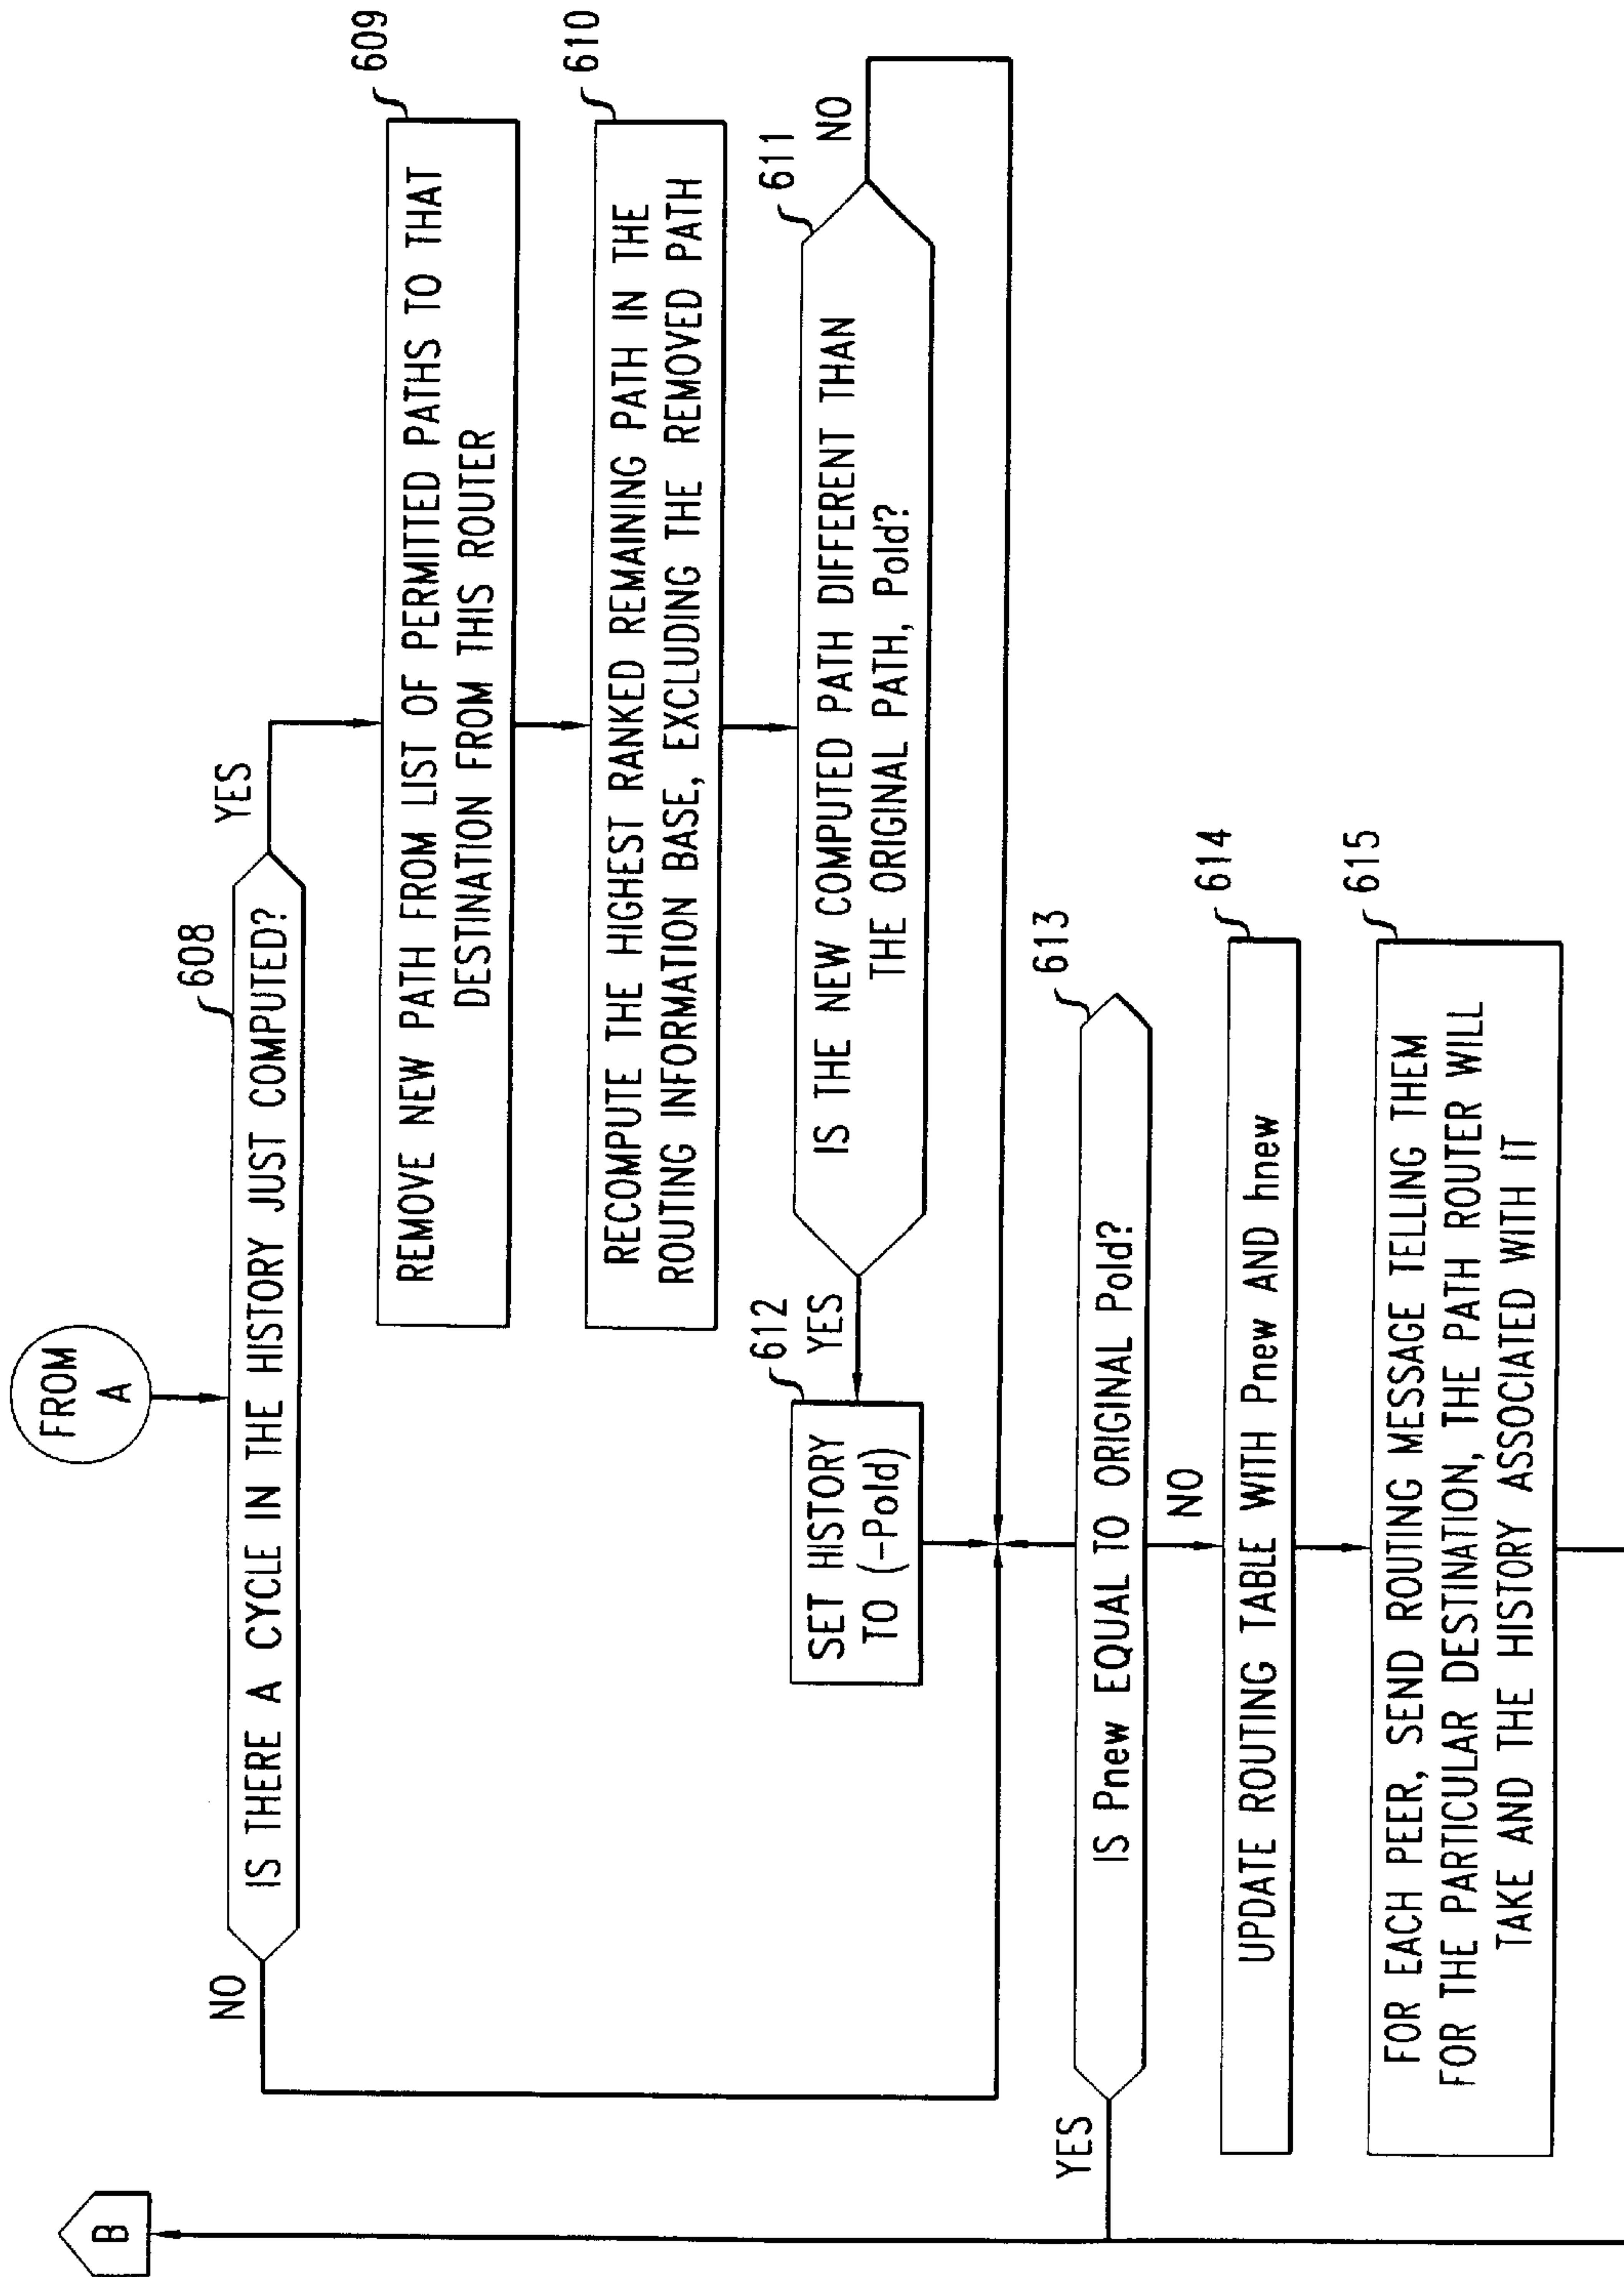 FROM
A
608
IS THERE A CYCLE IN THE HISTORY JUST COMPUTED?
NO
YES
609
REMOVE NEW PATH FROM LIST OF PERMITTED PATHS TO THAT
DESTINATION FROM THIS ROUTER
610
RECOMPUTE THE HIGHEST RANKED REMAINING PATH IN THE
ROUTING INFORMATION BASE, EXCLUDING THE REMOVED PATH
611
IS THE NEW COMPUTED PATH DIFFERENT THAN
THE ORIGINAL PATH, Pold?
NO
YES
612
SET HISTORY
TO (-Pold)
613
IS Pnew EQUAL TO ORIGINAL Pold?
YES
NO
614
UPDATE ROUTING TABLE WITH Pnew AND hnew
615
FOR EACH PEER, SEND ROUTING MESSAGE TELLING THEM
FOR THE PARTICULAR DESTINATION, THE PATH ROUTER WILL
TAKE AND THE HISTORY ASSOCIATED WITH IT
B